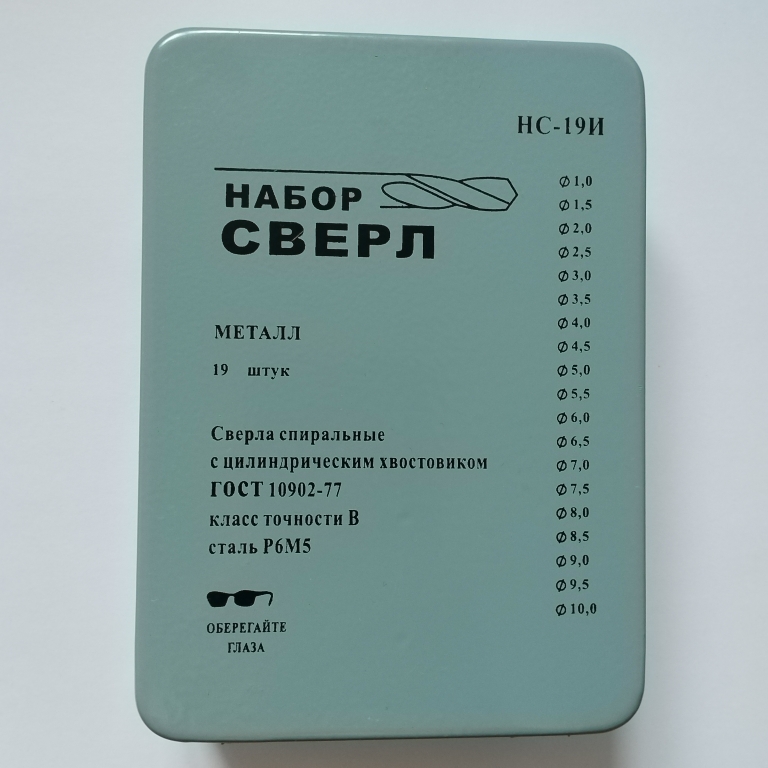 НС-19И
НАБОР
СВЕРЛ
МЕТАЛЛ
19 штук
Сверла спиральные
с цилиндрическим хвостовиком
ГОСТ 10902-77
класс точности В
сталь Р6М5
ОБЕРЕГАЙТЕ
ГЛАЗА
∅ 1,0
∅ 1,5
∅ 2,0
∅ 2,5
∅ 3,0
∅ 3,5
∅ 4,0
∅ 4,5
∅ 5,0
∅ 5,5
∅ 6,0
∅ 6,5
∅ 7,0
∅ 7,5
∅ 8,0
∅ 8,5
∅ 9,0
∅ 9,5
∅ 10,0